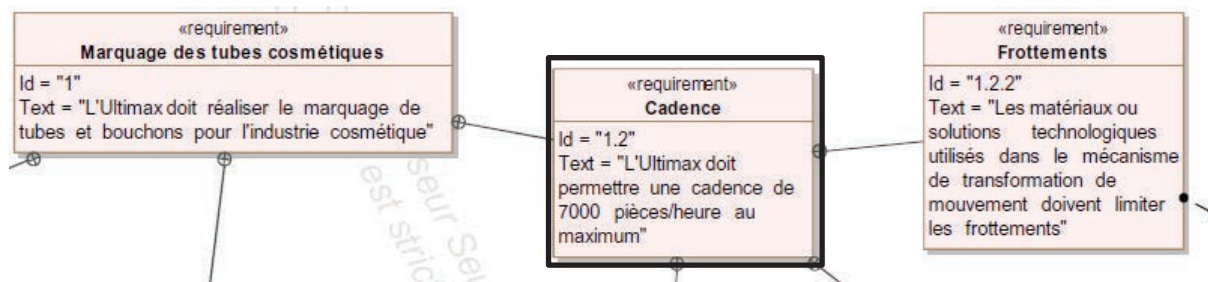 «requirement»
Marquage des tubes cosmétiques
Id = "1"
Text = "L'Ultimax doit réaliser le marquage de
tubes et bouchons pour l'industrie cosmétique"
«requirement»
Cadence
Id = "1.2"
Text = "L'Ultimax doit
permettre une cadence de
7000 pièces/heure au
maximum"
«requirement»
Frottements
Id = "1.2.2"
Text = "Les matériaux ou
solutions technologiques
utilisés dans le mécanisme
de transformation de
mouvement doivent limiter
les frottements"